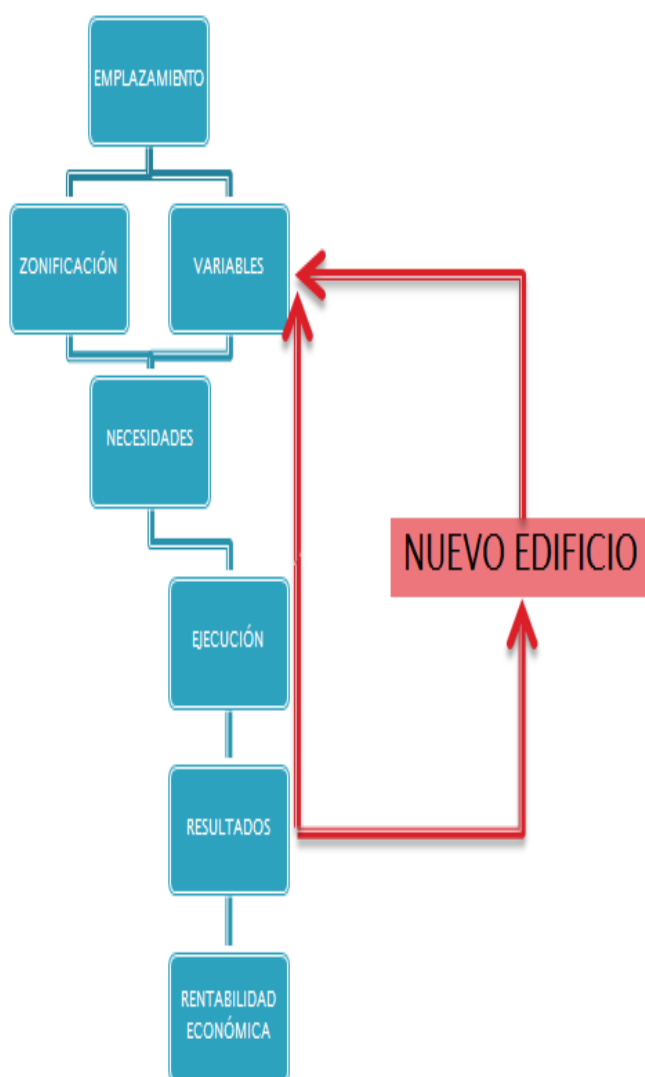 EMPLAZAMIENTO
ZONIFICACIÓN
VARIABLES
NECESIDADES
NUEVO EDIFICIO
EJECUCIÓN
RESULTADOS
RENTABILIDAD
ECONÓMICA